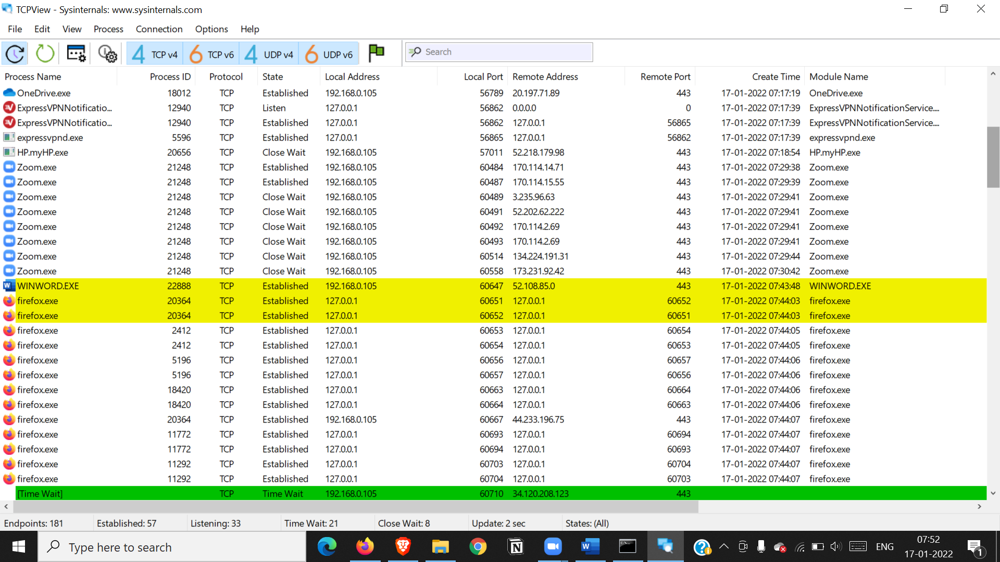 TCPView - Sysinternals: www.sysinternals.com
File Edit View Process Connection Options Help
4 TCP v4 6 TCP v6 4 UDP v4 6 UDP v6 Search
Process Name Process ID Protocol State Local Address Local Port Remote Address Remote Port Create Time Module Name
OneDrive.exe 18012 TCP Established 192.168.0.105 56789 20.197.71.89 443 17-01-2022 07:17:19 OneDrive.exe
ExpressVPNNotificatio... 12940 TCP Listen 127.0.0.1 56862 0.0.0.0 0 17-01-2022 07:17:39 ExpressVPNNotificationService....
ExpressVPNNotificatio... 12940 TCP Established 127.0.0.1 56862 127.0.0.1 56865 17-01-2022 07:17:39 ExpressVPNNotificationService....
expressvpnd.exe 5596 TCP Established 127.0.0.1 56865 127.0.0.1 56862 17-01-2022 07:17:39 expressvpnd.exe
HP.myHP.exe 20656 TCP Close Wait 192.168.0.105 57011 52.218.179.98 443 17-01-2022 07:18:54 HP.myHP.exe
Zoom.exe 21248 TCP Established 192.168.0.105 60484 170.114.14.71 443 17-01-2022 07:29:38 Zoom.exe
Zoom.exe 21248 TCP Established 192.168.0.105 60487 170.114.15.55 443 17-01-2022 07:29:39 Zoom.exe
Zoom.exe 21248 TCP Close Wait 192.168.0.105 60489 3.235.96.63 443 17-01-2022 07:29:41 Zoom.exe
Zoom.exe 21248 TCP Close Wait 192.168.0.105 60491 52.202.62.222 443 17-01-2022 07:29:41 Zoom.exe
Zoom.exe 21248 TCP Close Wait 192.168.0.105 60492 170.114.2.69 443 17-01-2022 07:29:41 Zoom.exe
Zoom.exe 21248 TCP Close Wait 192.168.0.105 60493 170.114.2.69 443 17-01-2022 07:29:41 Zoom.exe
Zoom.exe 21248 TCP Close Wait 192.168.0.105 60514 134.224.191.31 443 17-01-2022 07:29:44 Zoom.exe
Zoom.exe 21248 TCP Close Wait 192.168.0.105 60558 173.231.92.42 443 17-01-2022 07:30:42 Zoom.exe
WINWORD.EXE 22888 TCP Established 192.168.0.105 60647 52.108.85.0 443 17-01-2022 07:43:48 WINWORD.EXE
firefox.exe 20364 TCP Established 127.0.0.1 60651 127.0.0.1 60652 17-01-2022 07:44:03 firefox.exe
firefox.exe 20364 TCP Established 127.0.0.1 60652 127.0.0.1 60651 17-01-2022 07:44:03 firefox.exe
firefox.exe 2412 TCP Established 127.0.0.1 60653 127.0.0.1 60654 17-01-2022 07:44:05 firefox.exe
firefox.exe 2412 TCP Established 127.0.0.1 60654 127.0.0.1 60653 17-01-2022 07:44:05 firefox.exe
firefox.exe 5196 TCP Established 127.0.0.1 60656 127.0.0.1 60657 17-01-2022 07:44:06 firefox.exe
firefox.exe 5196 TCP Established 127.0.0.1 60657 127.0.0.1 60656 17-01-2022 07:44:06 firefox.exe
firefox.exe 18420 TCP Established 127.0.0.1 60663 127.0.0.1 60664 17-01-2022 07:44:06 firefox.exe
firefox.exe 18420 TCP Established 127.0.0.1 60664 127.0.0.1 60663 17-01-2022 07:44:06 firefox.exe
firefox.exe 20364 TCP Established 192.168.0.105 60667 44.233.196.75 443 17-01-2022 07:44:07 firefox.exe
firefox.exe 11772 TCP Established 127.0.0.1 60693 127.0.0.1 60694 17-01-2022 07:44:07 firefox.exe
firefox.exe 11772 TCP Established 127.0.0.1 60694 127.0.0.1 60693 17-01-2022 07:44:07 firefox.exe
firefox.exe 11292 TCP Established 127.0.0.1 60703 127.0.0.1 60704 17-01-2022 07:44:07 firefox.exe
firefox.exe 11292 TCP Established 127.0.0.1 60704 127.0.0.1 60703 17-01-2022 07:44:07 firefox.exe
[Time Wait] TCP Time Wait 192.168.0.105 60710 34.120.208.123 443
Endpoints: 181 Established: 57 Listening: 33 Time Wait: 21 Close Wait: 8 Update: 2 sec States: (All)
Type here to search ENG 07:52
17-01-2022 1